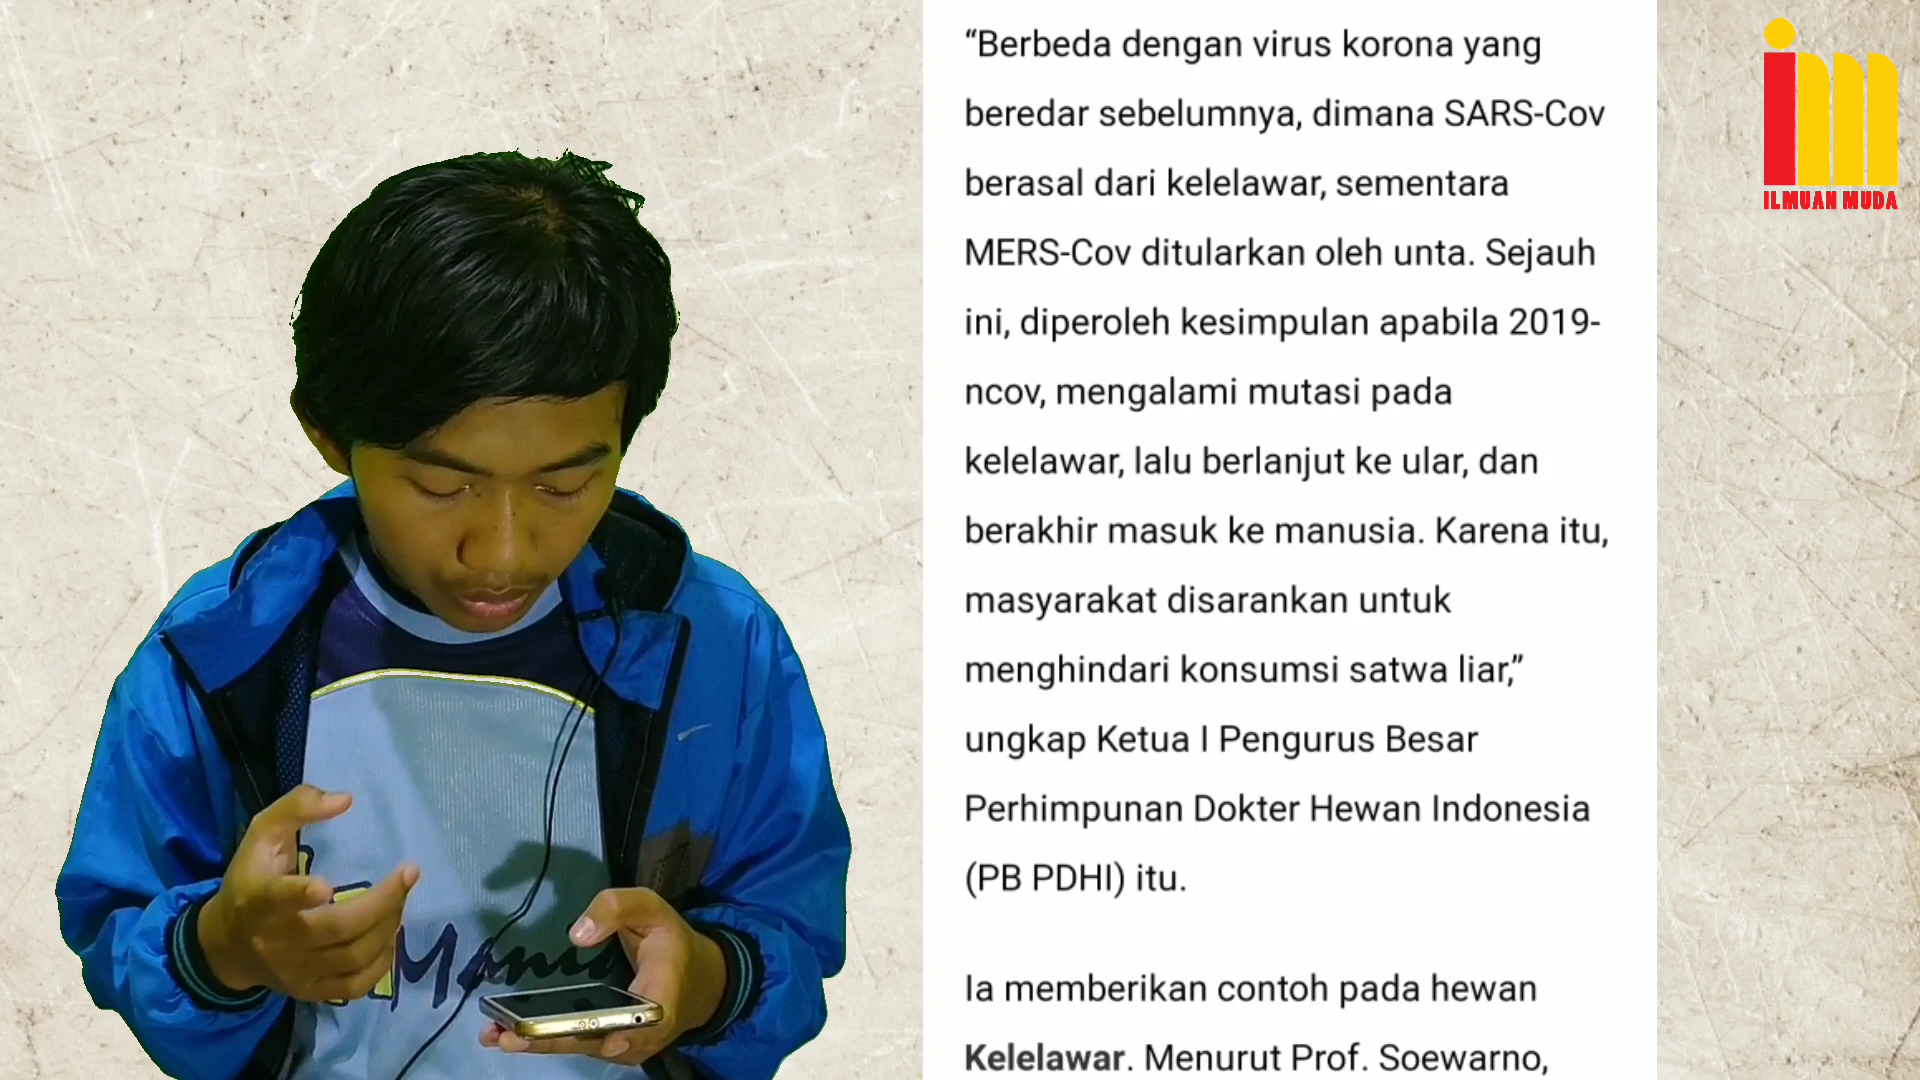 “Berbeda dengan virus korona yang
beredar sebelumnya, dimana SARS-Cov
berasal dari kelelawar, sementara
MERS-Cov ditularkan oleh unta. Sejauh
ini, diperoleh kesimpulan apabila 2019-
ncov, mengalami mutasi pada
kelelawar, lalu berlanjut ke ular, dan
berakhir masuk ke manusia. Karena itu,
masyarakat disarankan untuk
menghindari konsumsi satwa liar,”
ungkap Ketua I Pengurus Besar
Perhimpunan Dokter Hewan Indonesia
(PB PDHI) itu.
Ia memberikan contoh pada hewan
Kelelawar. Menurut Prof. Soewarno,
im
ILMUAN MUDA